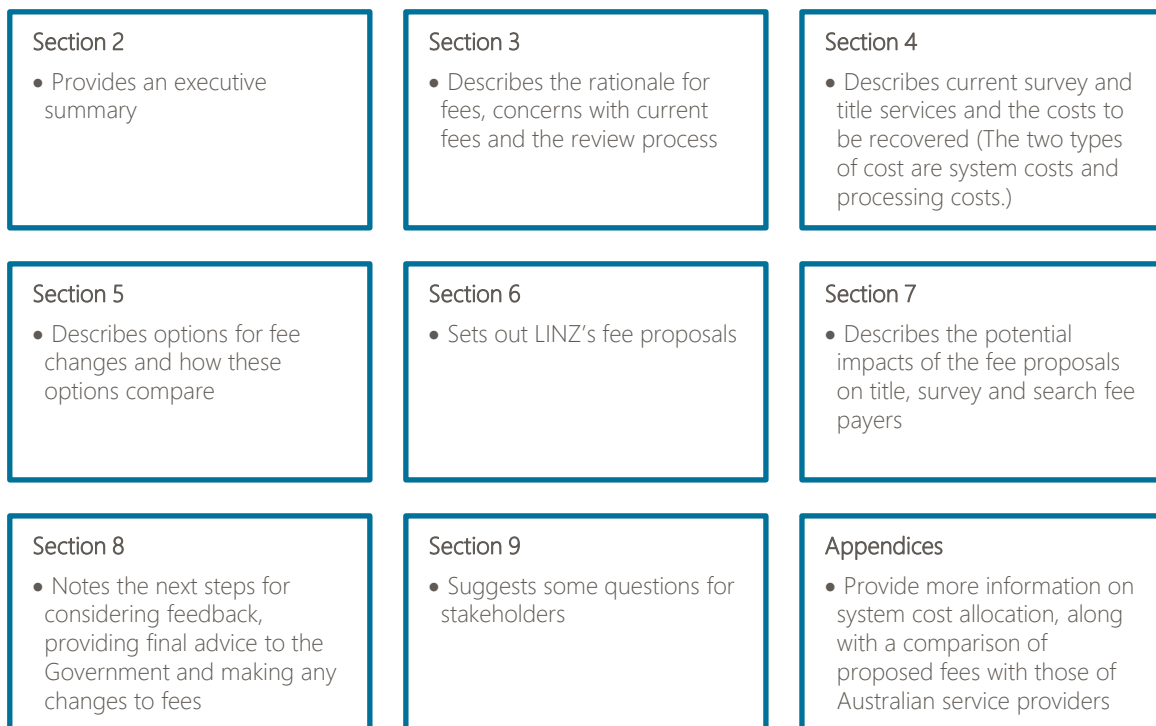 Section 2
• Provides an executive
summary
Section 3
• Describes the rationale for
fees, concerns with current
fees and the review process
Section 4
• Describes current survey and
title services and the costs to
be recovered (The two types
of cost are system costs and
processing costs.)
Section 5
• Describes options for fee
changes and how these
options compare
Section 6
• Sets out LINZ’s fee proposals
Section 7
• Describes the potential
impacts of the fee proposals
on title, survey and search fee
payers
Section 8
• Notes the next steps for
considering feedback,
providing final advice to the
Government and making any
changes to fees
Section 9
• Suggests some questions for
stakeholders
Appendices
• Provide more information on
system cost allocation, along
with a comparison of
proposed fees with those of
Australian service providers